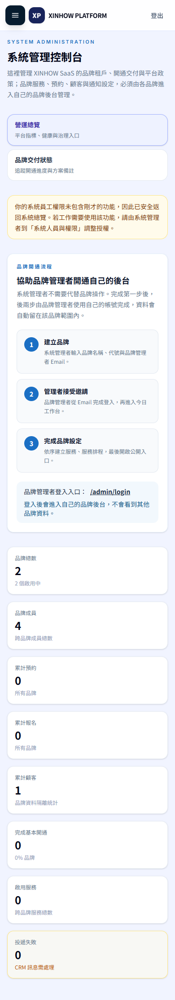 XP XINHOW PLATFORM 登出
SYSTEM ADMINISTRATION
系統管理控制台
這裡管理 XINHOW SaaS 的品牌租戶、開通交付與平台政
策；品牌服務、預約、顧客與通知設定，必須由各品牌進
入自己的品牌後台管理。
營運總覽
平台指標、健康與治理入口
品牌交付狀態
追蹤開通進度與方案備註
你的系統員工權限未包含剛才的功能，因此已安全返
回系統總覽。若工作需要使用該功能，請由系統管理
者到「系統人員與權限」調整授權。
品牌開通流程
協助品牌管理者開通自己的後台
系統管理者不需要代替品牌操作。完成第一步後，
後兩步由品牌管理者使用自己的帳號完成，資料會
自動留在該品牌範圍內。
1 建立品牌
系統管理者輸入品牌名稱、代號與品牌管理
者 Email。
2 管理者接受邀請
品牌管理者從 Email 完成登入，再進入今日
工作台。
3 完成品牌設定
依序建立服務、服務排程，最後開啟公開入
口。
品牌管理者登入入口： /admin/login
登入後會進入自己的品牌後台，不會看到其他
品牌資料。
品牌總數
2
2 個啟用中
品牌成員
4
跨品牌成員總數
累計預約
0
所有品牌
累計報名
0
所有品牌
累計顧客
1
品牌資料隔離統計
完成基本開通
0
0% 品牌
啟用服務
0
跨品牌服務總數
投遞失敗
0
CRM 訊息需處理